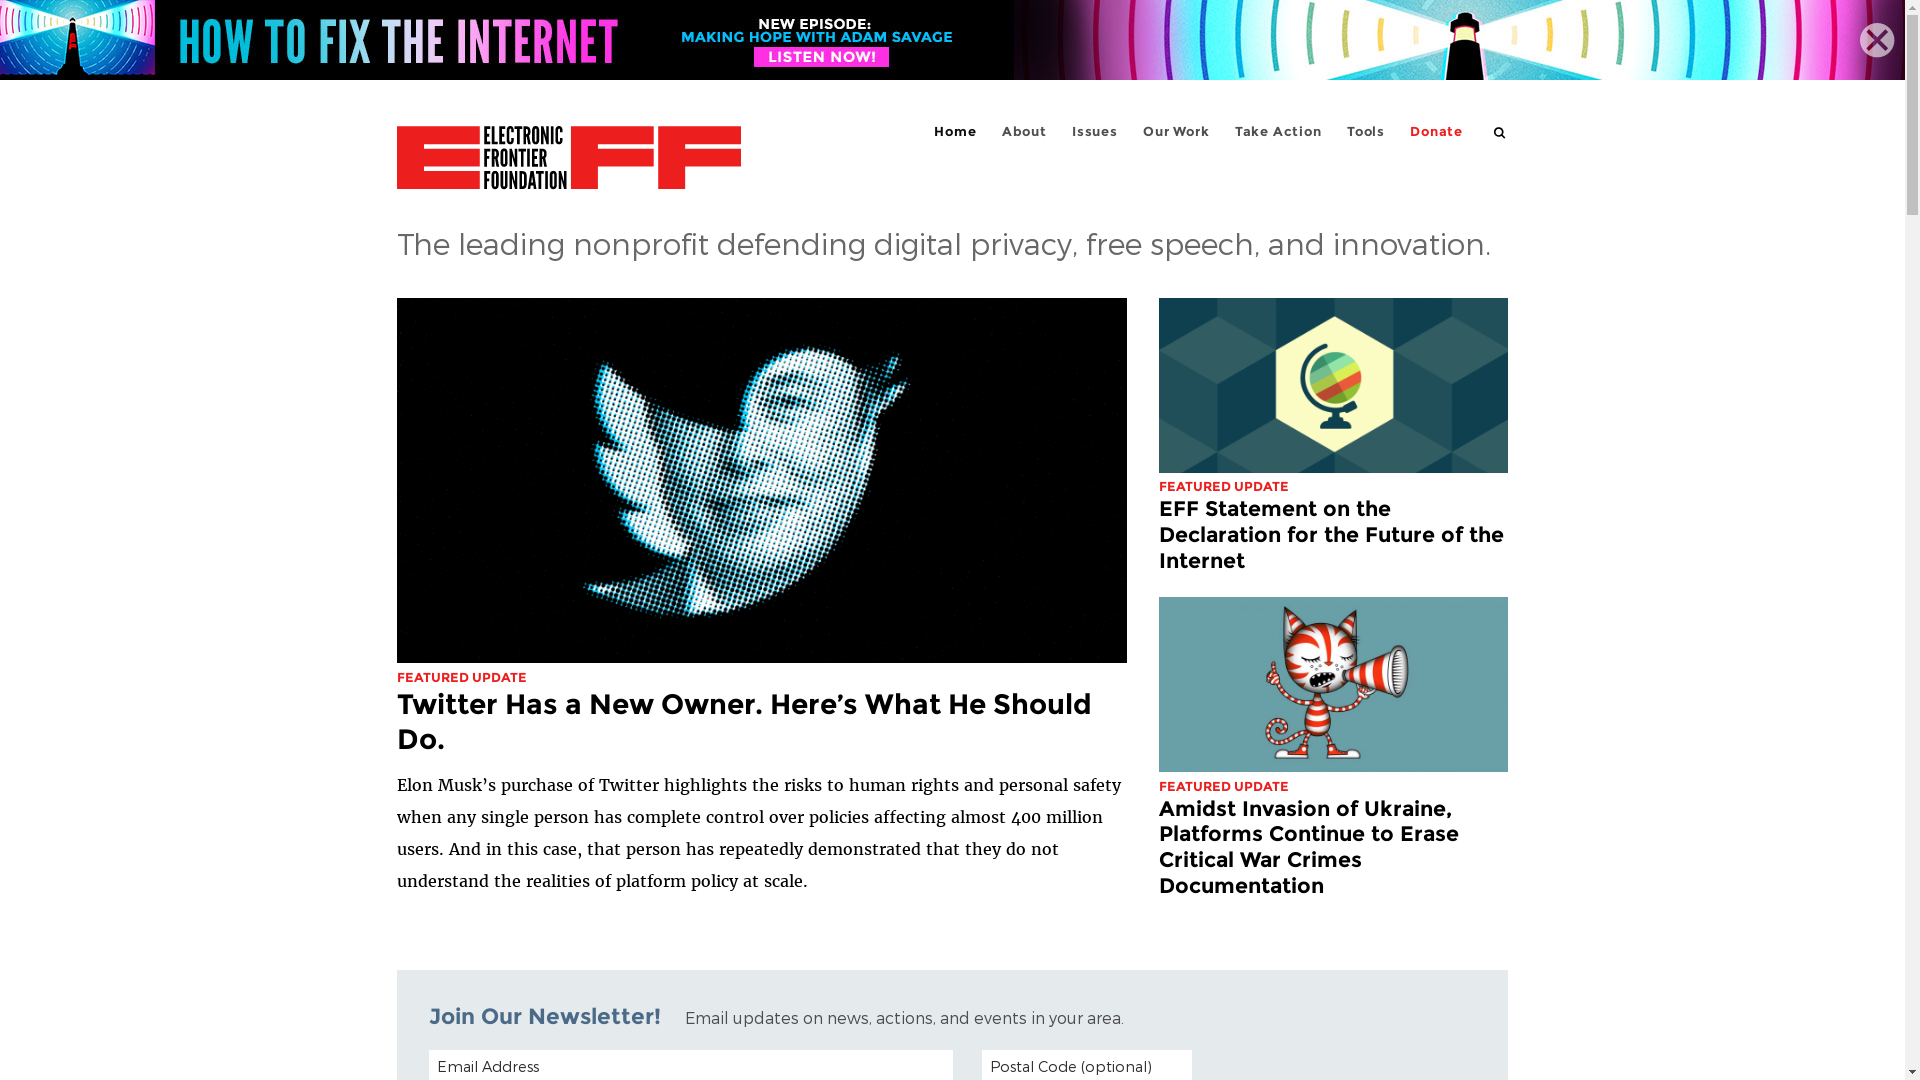 HOW TO FIX THE INTERNET
NEW EPISODE:
MAKING HOPE WITH ADAM SAVAGE
LISTEN NOW!
ELECTRONIC
FRONTIER
FOUNDATION
EFF
Home About Issues Our Work Take Action Tools Donate
The leading nonprofit defending digital privacy, free speech, and innovation.
FEATURED UPDATE
Twitter Has a New Owner. Here’s What He Should
Do.
Elon Musk’s purchase of Twitter highlights the risks to human rights and personal safety
when any single person has complete control over policies affecting almost 400 million
users. And in this case, that person has repeatedly demonstrated that they do not
understand the realities of platform policy at scale.
FEATURED UPDATE
EFF Statement on the
Declaration for the Future of the
Internet
FEATURED UPDATE
Amidst Invasion of Ukraine,
Platforms Continue to Erase
Critical War Crimes
Documentation
Join Our Newsletter! Email updates on news, actions, and events in your area.
Email Address Postal Code (optional)